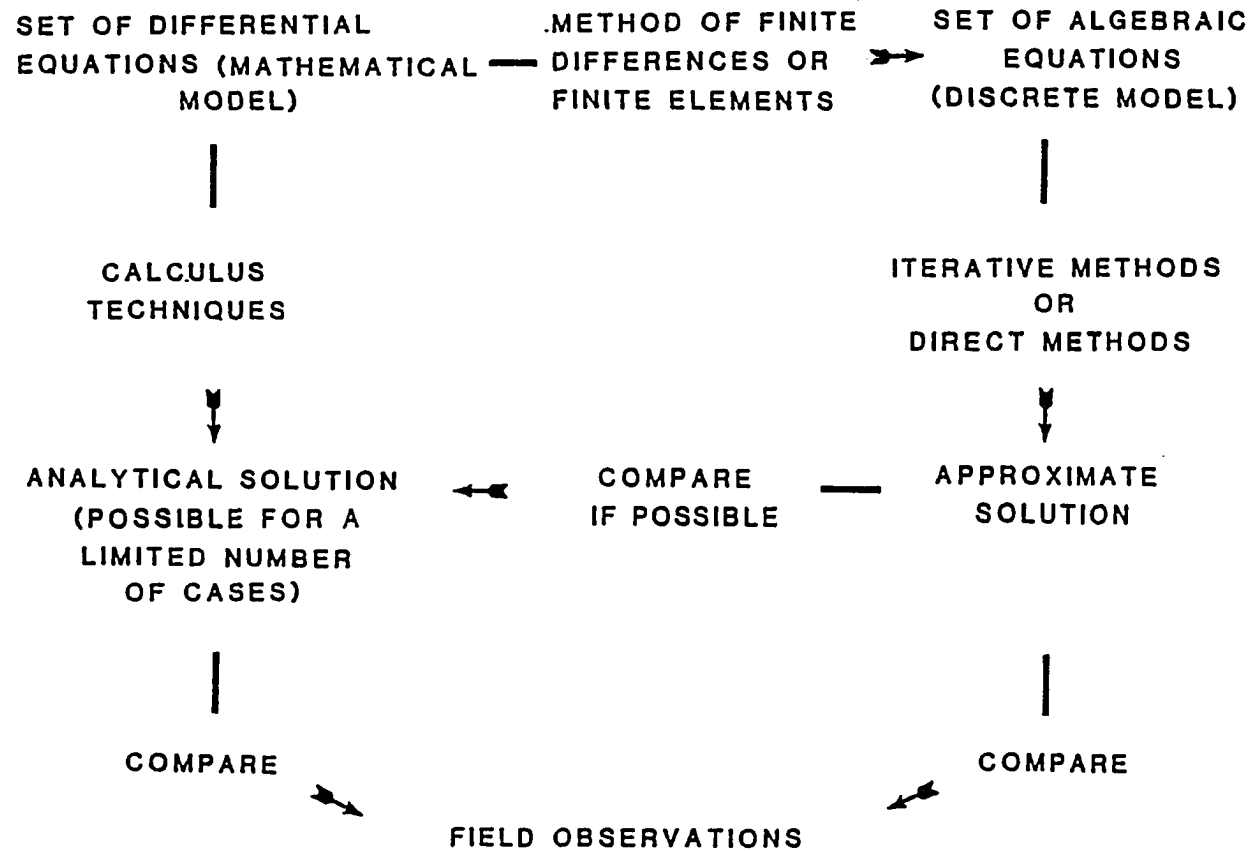 SET OF DIFFERENTIAL
EQUATIONS (MATHEMATICAL
MODEL)
.METHOD OF FINITE
DIFFERENCES OR
FINITE ELEMENTS
SET OF ALGEBRAIC
EQUATIONS
(DISCRETE MODEL)
CALCULUS
TECHNIQUES
ITERATIVE METHODS
OR
DIRECT METHODS
ANALYTICAL SOLUTION
(POSSIBLE FOR A
LIMITED NUMBER
OF CASES)
COMPARE
IF POSSIBLE
APPROXIMATE
SOLUTION
COMPARE
COMPARE
FIELD OBSERVATIONS